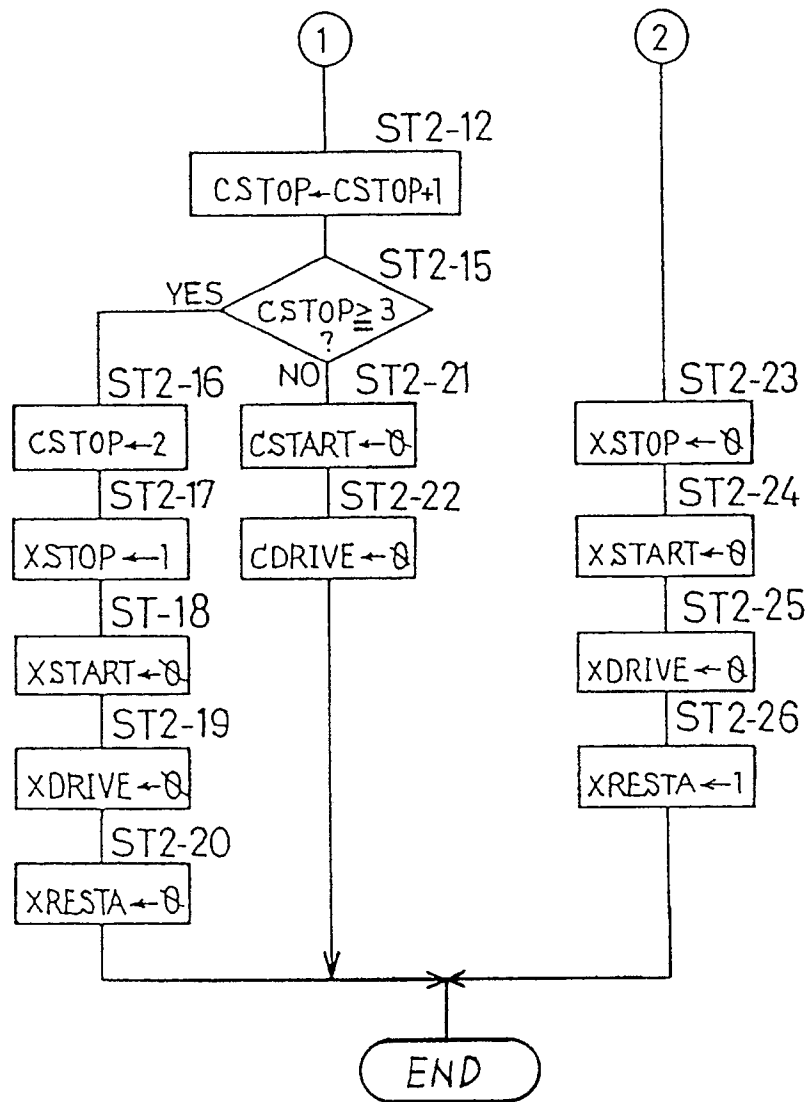 1
ST2-12
CSTOP←CSTOP+1
ST2-15
CSTOP≧3
?
YES
NO
ST2-16
CSTOP←2
ST2-17
XSTOP←1
ST-18
XSTART←0
ST2-19
XDRIVE←0
ST2-20
XRESTA←0
ST2-21
CSTART←0
ST2-22
CDRIVE←0
2
ST2-23
XSTOP←0
ST2-24
XSTART←0
ST2-25
XDRIVE←0
ST2-26
XRESTA←1
END